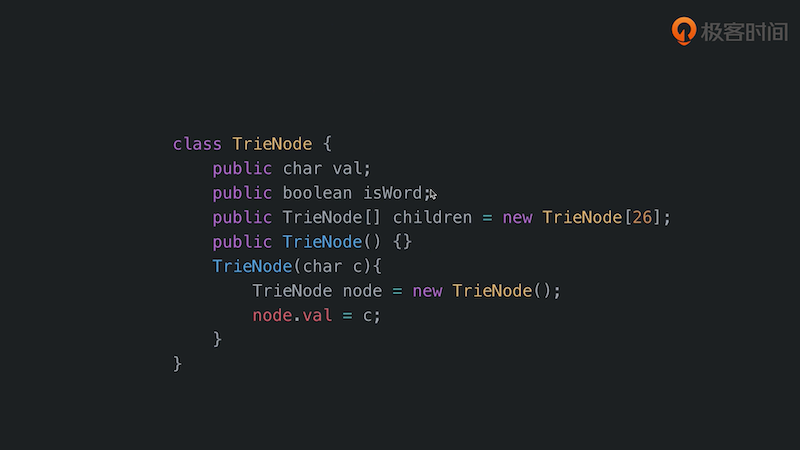 极客时间
class TrieNode {
    public char val;
    public boolean isWord;
    public TrieNode[] children = new TrieNode[26];
    public TrieNode() {}
    TrieNode(char c){
        TrieNode node = new TrieNode();
        node.val = c;
    }
}